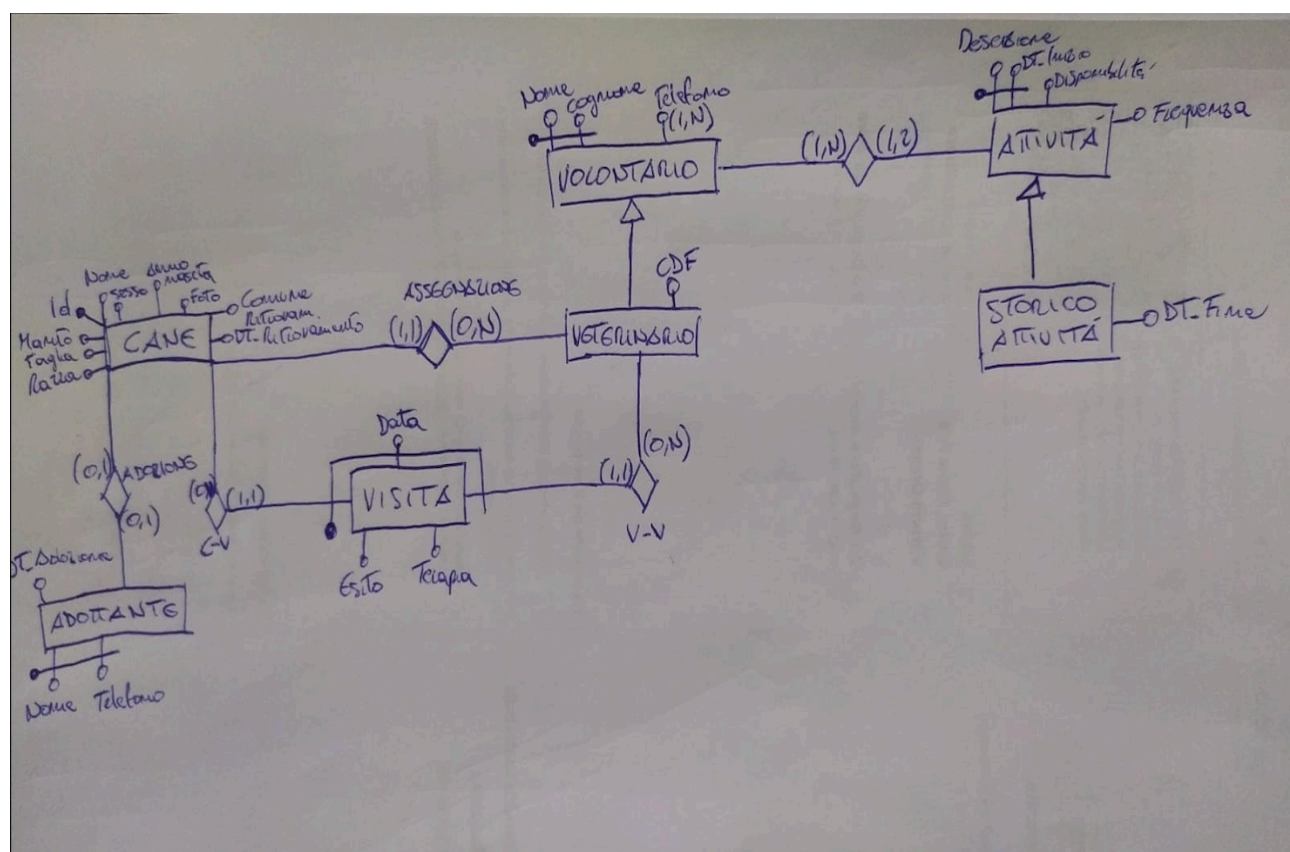 Descrizione
DT-Inizio
Disponibilità
Frequenza
ATTIVITÁ
Nome
Cognome
Telefono
(1,N)
VOLONTARIO
(1,N)
(1,2)
CDF
VETERINARIO
STORICO
ATTIVITÁ
DT-Fine
Nome
Anno
nascita
Id
Sesso
Foto
Comune
Ritrovam.
DT-Ritrovamento
Manto
Taglia
Razza
CANE
ASSEGNAZIONE
(1,1)
(0,N)
Data
VISITA
(1,1)
(0,N)
V-V
(1,1)
C-V
Esito
Terapia
(0,1)
ADOZIONE
(0,1)
DT-Adozione
ADOTTANTE
Nome
Telefono